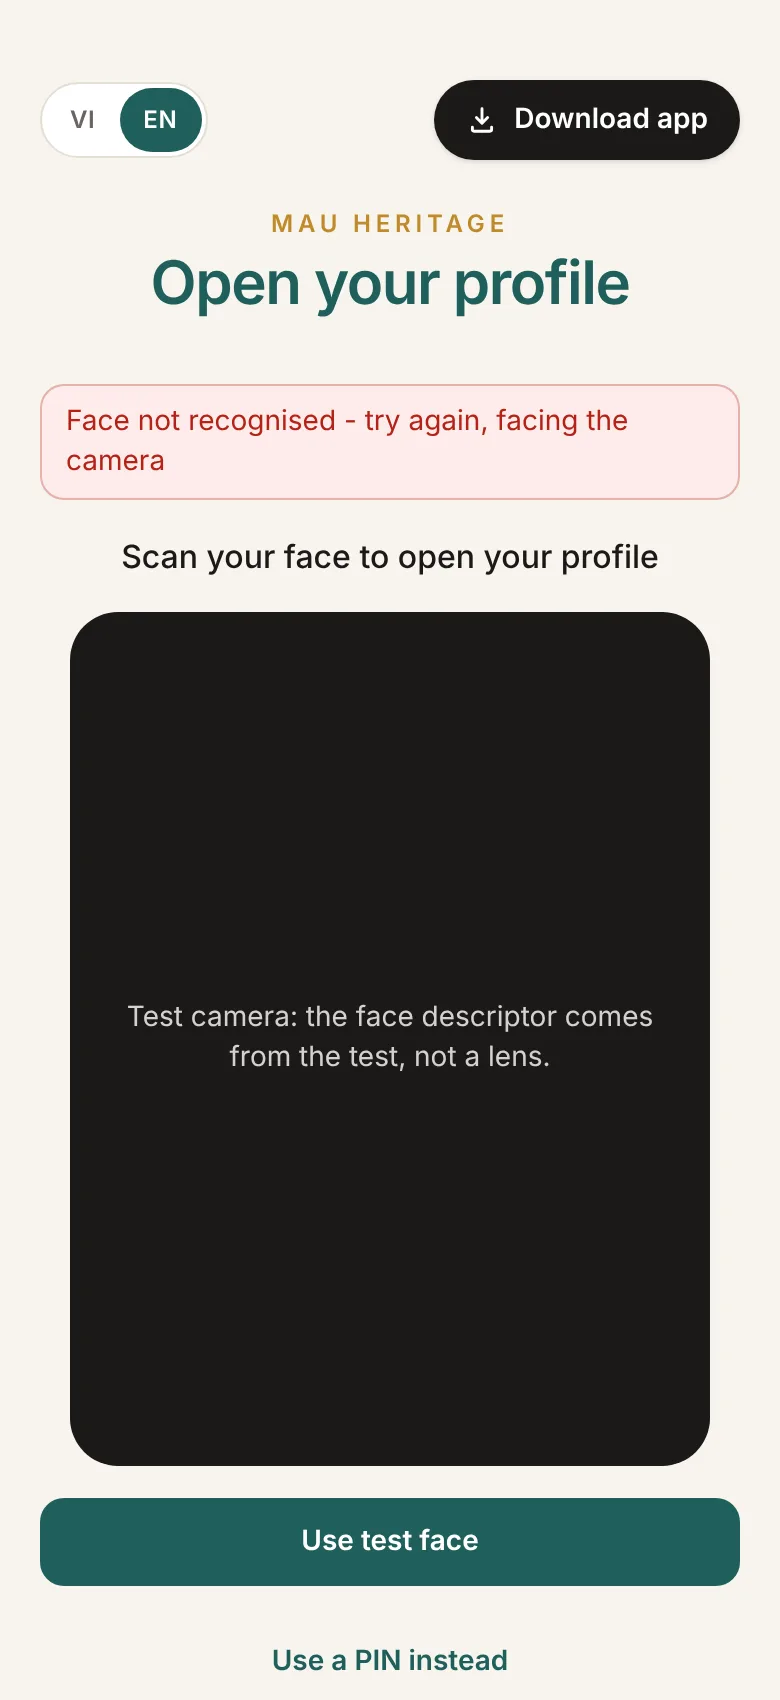 VI EN Download app
MAU HERITAGE
Open your profile
Face not recognised - try again, facing the
camera
Scan your face to open your profile
Test camera: the face descriptor comes
from the test, not a lens.
Use test face
Use a PIN instead